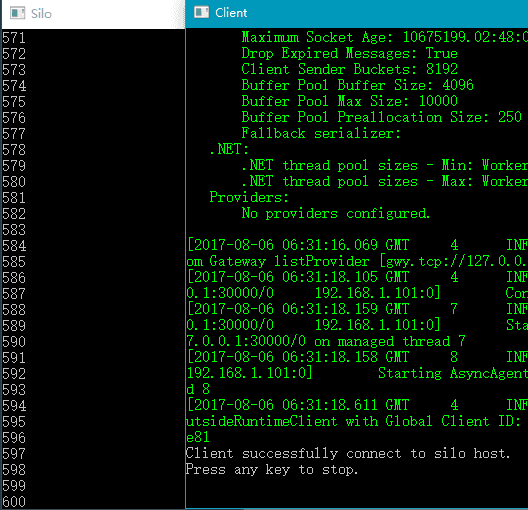 Silo
571
572
573
574
575
576
577
578
579
580
581
582
583
584
585
586
587
588
589
590
591
592
593
594
595
596
597
598
599
600
Client
Maximum Socket Age: 10675199.02:48:0
Drop Expired Messages: True
Client Sender Buckets: 8192
Buffer Pool Buffer Size: 4096
Buffer Pool Max Size: 10000
Buffer Pool Preallocation Size: 250
Fallback serializer:
.NET:
.NET thread pool sizes - Min: Worker
.NET thread pool sizes - Max: Worker
Providers:
No providers configured.
[2017-08-06 06:31:16.069 GMT 4 INF
om Gateway listProvider [gwy.tcp://127.0.0.
[2017-08-06 06:31:18.105 GMT 4 INF
0.1:30000/0 192.168.1.101:0] Con
[2017-08-06 06:31:18.159 GMT 7 INF
0.1:30000/0 192.168.1.101:0] Sta
7.0.0.1:30000/0 on managed thread 7
[2017-08-06 06:31:18.158 GMT 8 INF
192.168.1.101:0] Starting AsyncAgent
d 8
[2017-08-06 06:31:18.611 GMT 4 INF
utsideRuntimeClient with Global Client ID:
e81
Client successfully connect to silo host.
Press any key to stop.